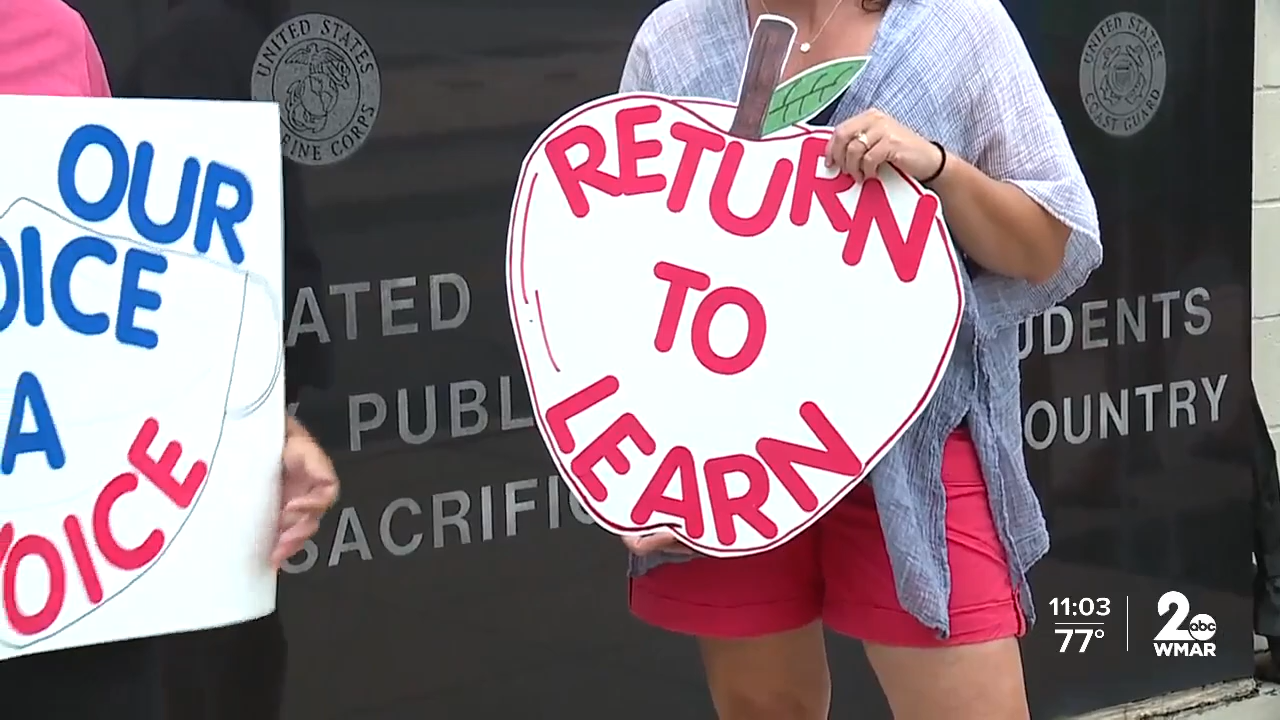 UNITED STATES
MARINE CORPS
UNITED STATES
COAST GUARD
OUR
OICE
A
OICE
RETURN
TO
LEARN
ATED
UDENTS
PUBL
OUNTRY
SACRIFIC
11:03
77°
2 abc
WMAR